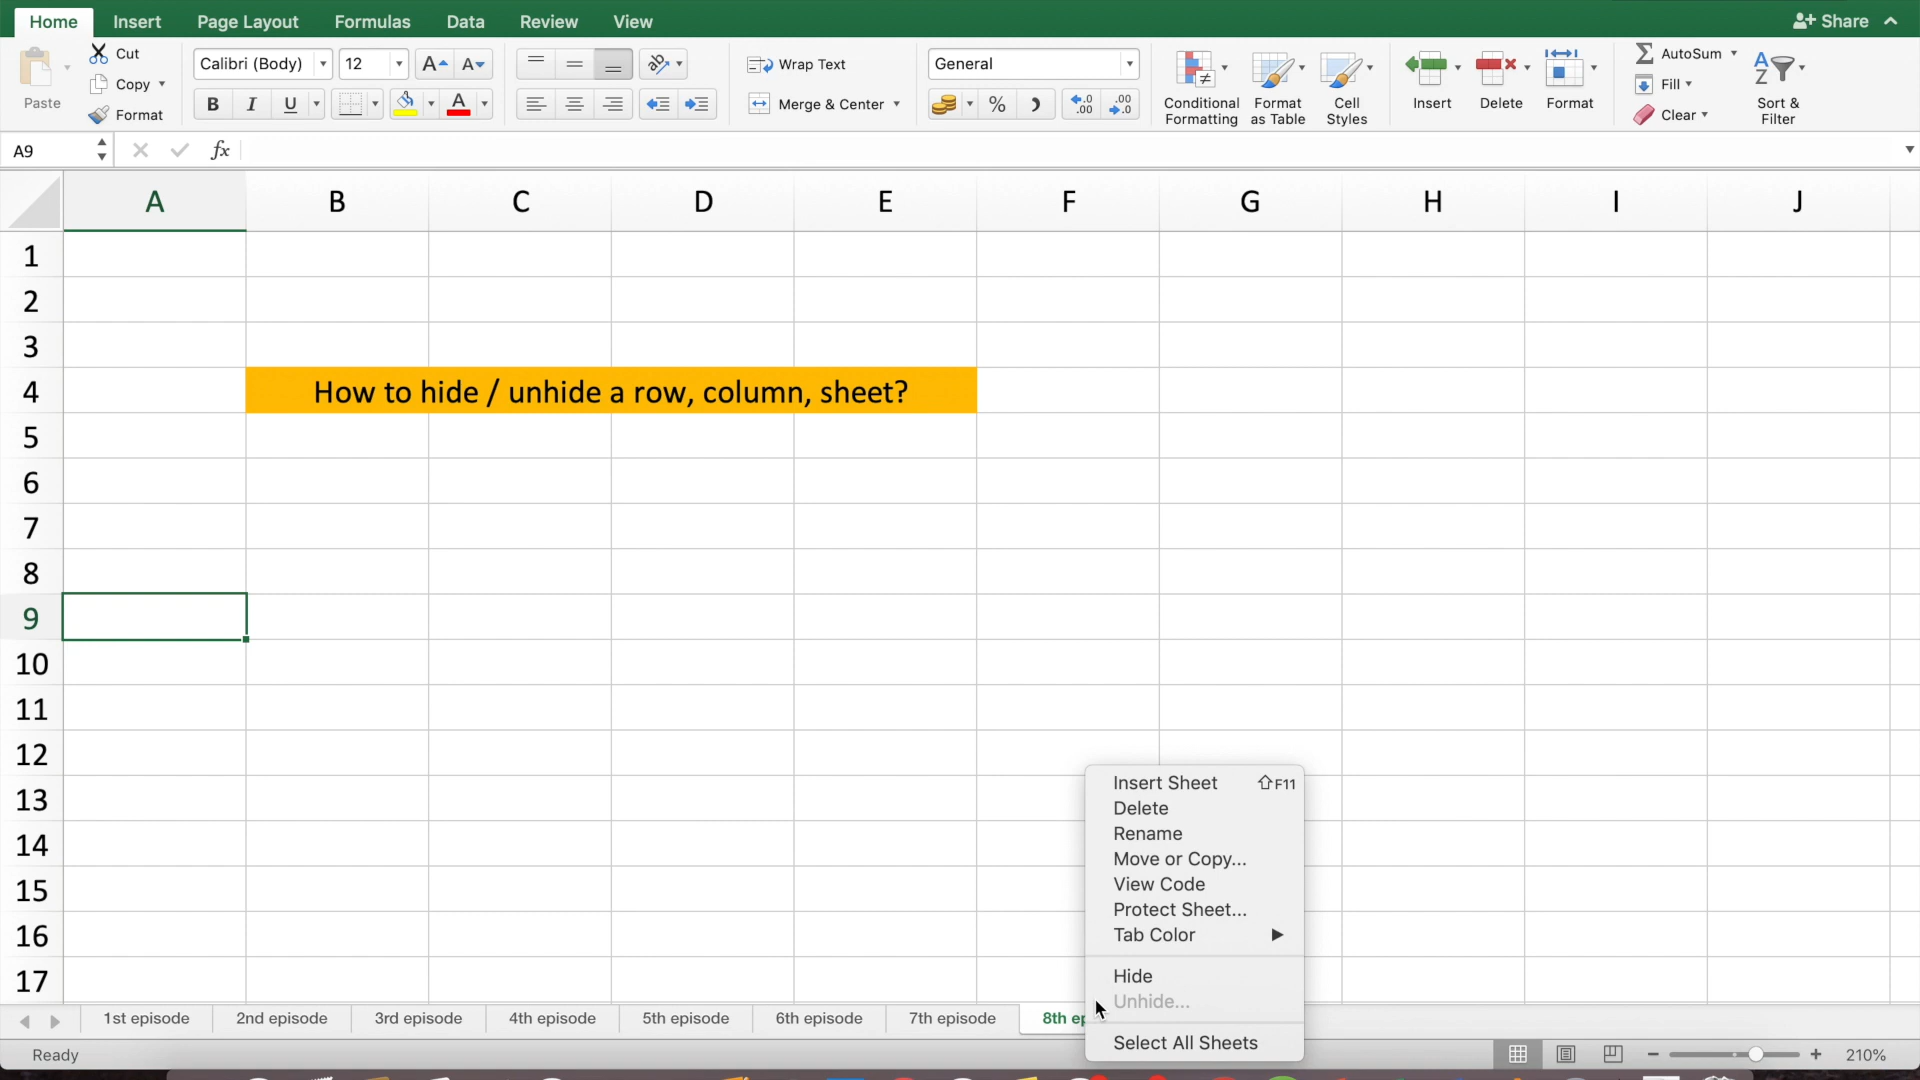 Home Insert Page Layout Formulas Data Review View Share
Paste
Cut
Copy
Format
Calibri (Body) 12
B I U A
A A
Wrap Text
Merge & Center
General
% .0 .00 .00 .0
Conditional Formatting
Format as Table
Cell Styles
Insert
Delete
Format
AutoSum
Fill
Clear
Sort & Filter
A9 fx
A B C D E F G H I J
1
2
3
4 How to hide / unhide a row, column, sheet?
5
6
7
8
9
10
11
12
13
14
15
16
17
Insert Sheet ⇧F11
Delete
Rename
Move or Copy...
View Code
Protect Sheet...
Tab Color ▶
Hide
Unhide...
Select All Sheets
1st episode 2nd episode 3rd episode 4th episode 5th episode 6th episode 7th episode 8th ep
Ready 210%